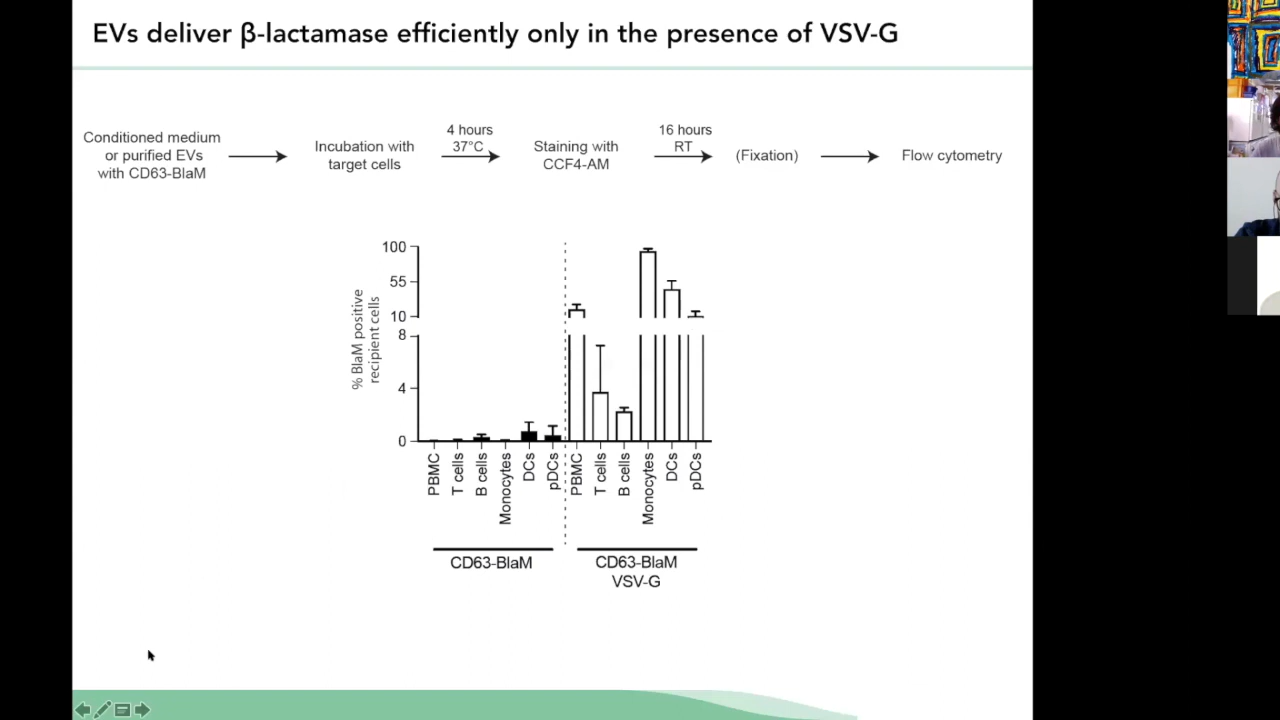 EVs deliver β-lactamase efficiently only in the presence of VSV-G
Conditioned medium
or purified EVs
with CD63-BlaM
Incubation with
target cells
4 hours
37°C
Staining with
CCF4-AM
16 hours
RT
(Fixation)
Flow cytometry
% BlaM positive
recipient cells
100
55
10
8
4
0
PBMC
T cells
B cells
Monocytes
DCs
pDCs
PBMC
T cells
B cells
Monocytes
DCs
pDCs
CD63-BlaM
CD63-BlaM
VSV-G